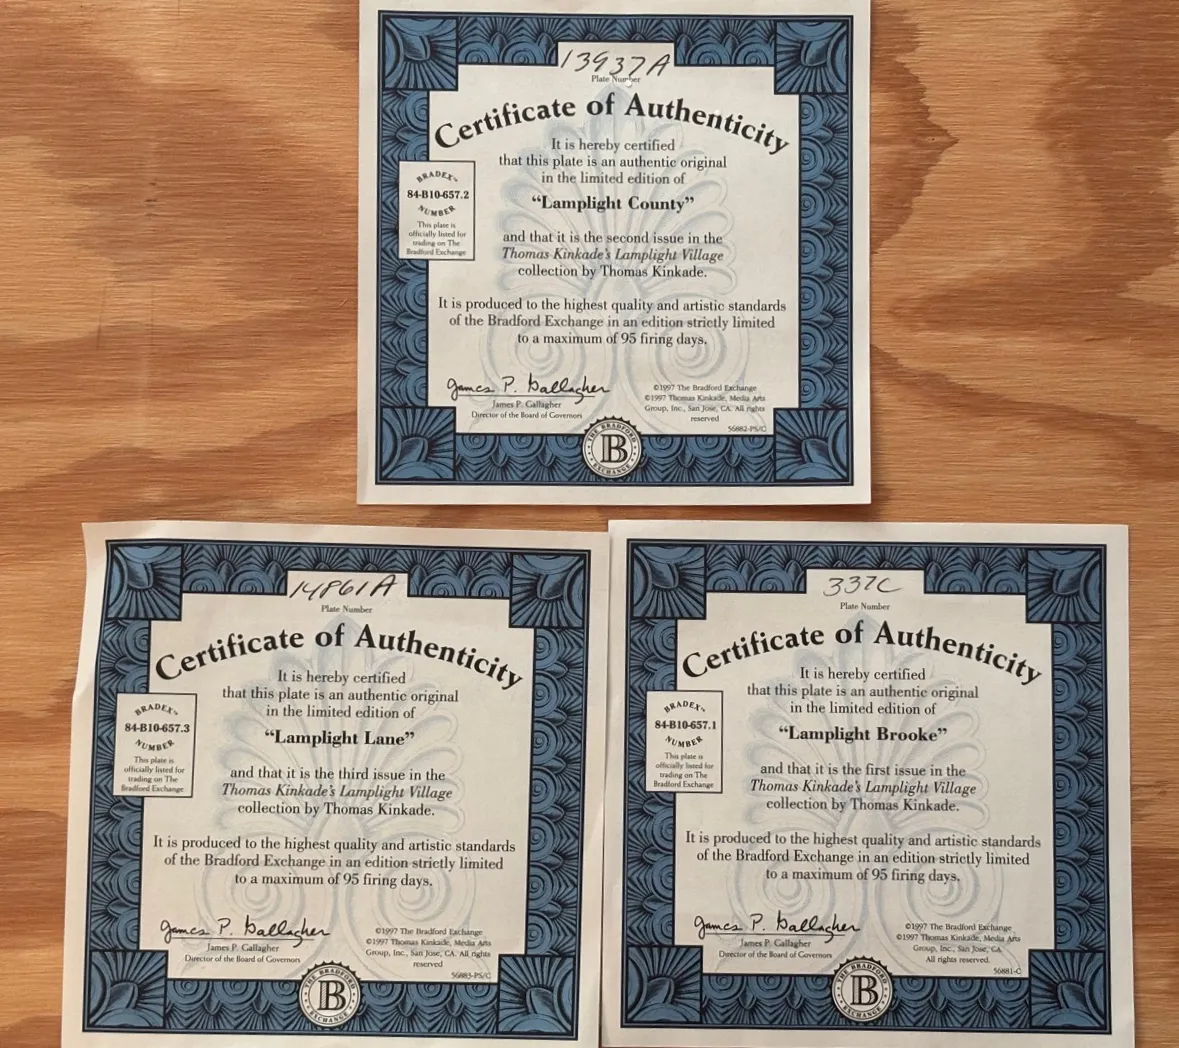 13937A
Plate Number
Certificate of Authenticity
It is hereby certified
that this plate is an authentic original
in the limited edition of
“Lamplight County”
and that it is the second issue in the
Thomas Kinkade's Lamplight Village
collection by Thomas Kinkade.
It is produced to the highest quality and artistic standards
of the Bradford Exchange in an edition strictly limited
to a maximum of 95 firing days.
BRADEX™
84-B10-657.2
NUMBER
This plate is
officially listed for
trading on The
Bradford Exchange
James P. Gallagher
James P. Gallagher
Director of the Board of Governors
©1997 The Bradford Exchange
©1997 Thomas Kinkade, Media Arts
Group, Inc., San Jose, CA. All rights
reserved
56882-PS/C
THE BRADFORD
B
EXCHANGE
14861A
Plate Number
Certificate of Authenticity
It is hereby certified
that this plate is an authentic original
in the limited edition of
“Lamplight Lane”
and that it is the third issue in the
Thomas Kinkade's Lamplight Village
collection by Thomas Kinkade.
It is produced to the highest quality and artistic standards
of the Bradford Exchange in an edition strictly limited
to a maximum of 95 firing days.
BRADEX™
84-B10-657.3
NUMBER
This plate is
officially listed for
trading on The
Bradford Exchange
James P. Gallagher
James P. Gallagher
Director of the Board of Governors
©1997 The Bradford Exchange
©1997 Thomas Kinkade, Media Arts
Group, Inc., San Jose, CA. All rights
reserved
56883-PS/C
THE BRADFORD
B
EXCHANGE
337C
Plate Number
Certificate of Authenticity
It is hereby certified
that this plate is an authentic original
in the limited edition of
“Lamplight Brooke”
and that it is the first issue in the
Thomas Kinkade's Lamplight Village
collection by Thomas Kinkade.
It is produced to the highest quality and artistic standards
of the Bradford Exchange in an edition strictly limited
to a maximum of 95 firing days.
BRADEX™
84-B10-657.1
NUMBER
This plate is
officially listed for
trading on The
Bradford Exchange
James P. Gallagher
James P. Gallagher
Director of the Board of Governors
©1997 The Bradford Exchange
©1997 Thomas Kinkade, Media Arts
Group, Inc., San Jose, CA.
All rights reserved.
56881-C
THE BRADFORD
B
EXCHANGE